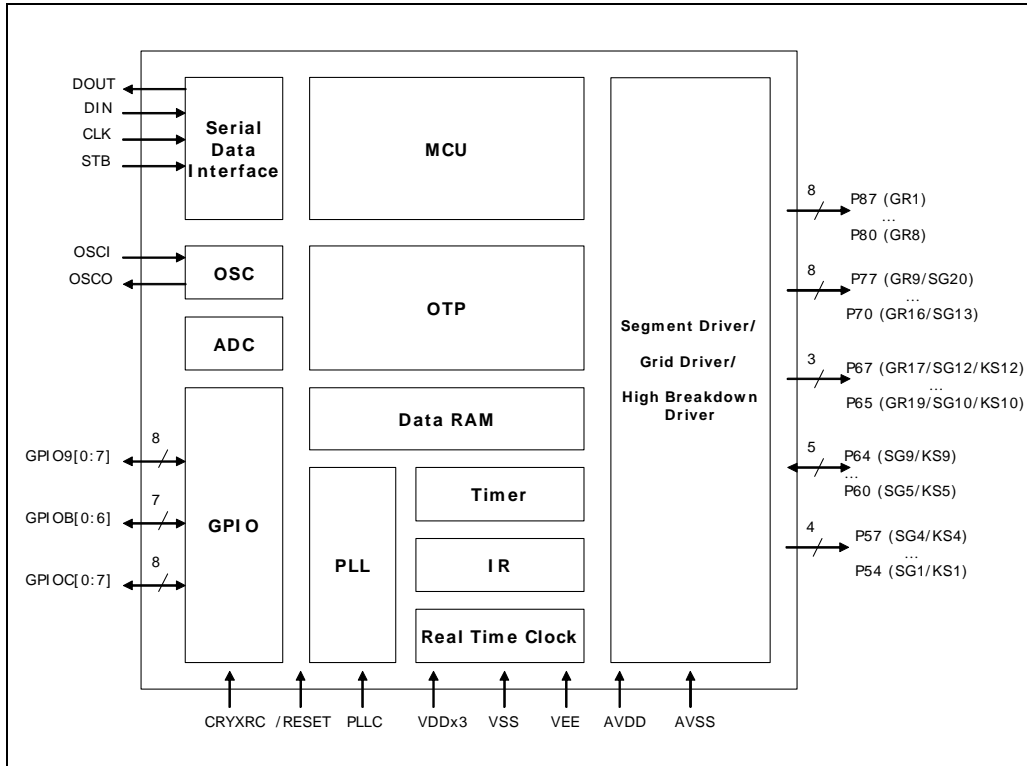 DOUT
DIN
CLK
STB
Serial
Data
Interface
MCU
OSCI
OSCO
OSC
OTP
ADC
Data RAM
GPIO9[0:7]
8
GPIOB[0:6]
7
GPIOC[0:7]
8
GPIO
PLL
Timer
IR
Real Time Clock
Segment Driver/
Grid Driver/
High Breakdown
Driver
8
P87 (GR1)
...
P80 (GR8)
8
P77 (GR9/SG20)
...
P70 (GR16/SG13)
3
P67 (GR17/SG12/KS12)
...
P65 (GR19/SG10/KS10)
5
P64 (SG9/KS9)
...
P60 (SG5/KS5)
4
P57 (SG4/KS4)
...
P54 (SG1/KS1)
CRYXRC
/RESET
PLLC
VDDx3
VSS
VEE
AVDD
AVSS